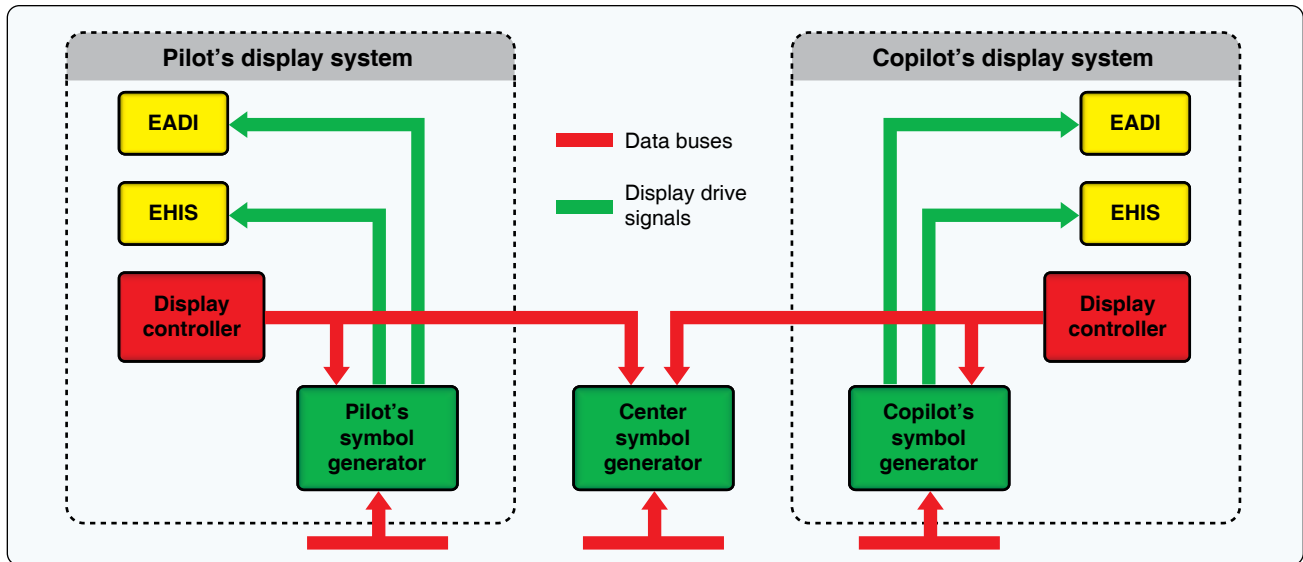 Pilot’s display system
EADI
EHIS
Display
controller
Pilot’s
symbol
generator
Data buses
Display drive
signals
Center
symbol
generator
Copilot’s display system
EADI
EHIS
Display
controller
Copilot’s
symbol
generator